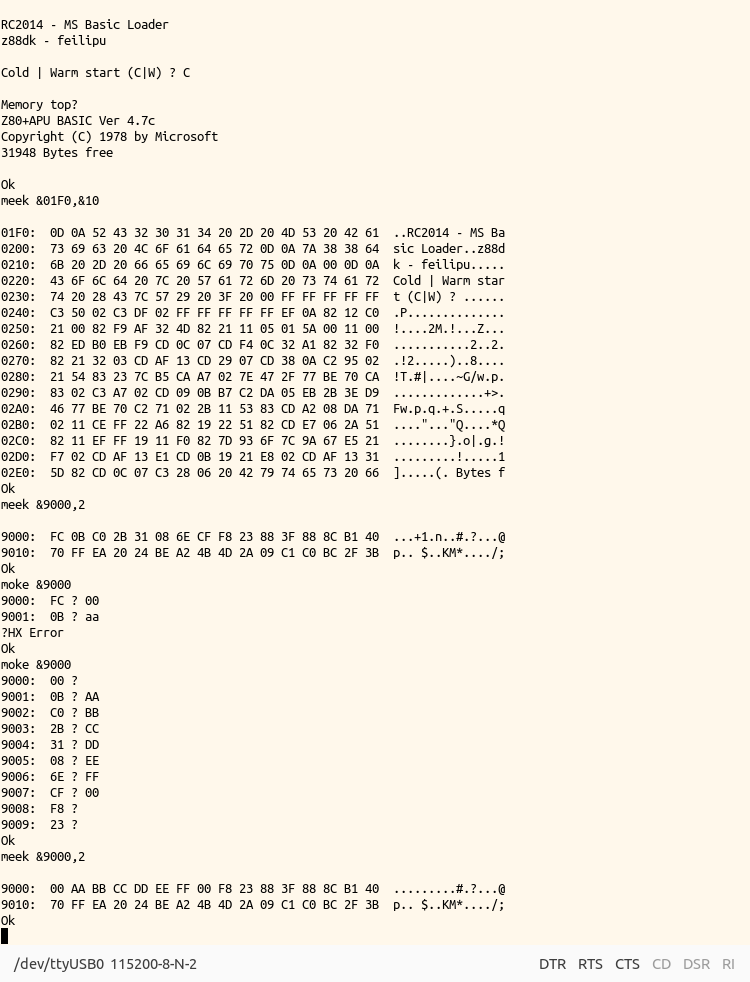 RC2014 - MS Basic Loader
z88dk - feilipu
Cold | Warm start (C|W) ? C
Memory top?
Z80+APU BASIC Ver 4.7c
Copyright (C) 1978 by Microsoft
31948 Bytes free
Ok
meek &01F0,&10
01F0:  0D 0A 52 43 32 30 31 34 20 2D 20 4D 53 20 42 61  ..RC2014 - MS Ba
0200:  73 69 63 20 4C 6F 61 64 65 72 0D 0A 7A 38 38 64  sic Loader..z88d
0210:  6B 20 2D 20 66 65 69 6C 69 70 75 0D 0A 00 0D 0A  k - feilipu.....
0220:  43 6F 6C 64 20 7C 20 57 61 72 6D 20 73 74 61 72  Cold | Warm star
0230:  74 20 28 43 7C 57 29 20 3F 20 00 FF FF FF FF FF  t (C|W) ? ......
0240:  C3 50 02 C3 DF 02 FF FF FF FF FF EF 0A 82 12 C0  .P..............
0250:  21 00 82 F9 AF 32 4D 82 21 11 05 01 5A 00 11 00  !....2M.!...Z...
0260:  82 ED B0 EB F9 CD 0C 07 CD F4 0C 32 A1 82 32 F0  ...........2..2.
0270:  82 21 32 03 CD AF 13 CD 29 07 CD 38 0A C2 95 02  .!2.....)..8....
0280:  21 54 83 23 7C B5 CA A7 02 7E 47 2F 77 BE 70 CA  !T.#|....~G/w.p.
0290:  83 02 C3 A7 02 CD 09 0B B7 C2 DA 05 EB 2B 3E D9  .............+>.
02A0:  46 77 BE 70 C2 71 02 2B 11 53 83 CD A2 08 DA 71  Fw.p.q.+.S.....q
02B0:  02 11 CE FF 22 A6 82 19 22 51 82 CD E7 06 2A 51  ...."..."Q....*Q
02C0:  82 11 EF FF 19 11 F0 82 7D 93 6F 7C 9A 67 E5 21  ........}.o|.g.!
02D0:  F7 02 CD AF 13 E1 CD 0B 19 21 E8 02 CD AF 13 31  .........!.....1
02E0:  5D 82 CD 0C 07 C3 28 06 20 42 79 74 65 73 20 66  ].....(. Bytes f
Ok
meek &9000,2
9000:  FC 0B C0 2B 31 08 6E CF F8 23 88 3F 88 8C B1 40  ...+1.n..#.?...@
9010:  70 FF EA 20 24 BE A2 4B 4D 2A 09 C1 C0 BC 2F 3B  p.. $..KM*..../;
Ok
moke &9000
9000:  FC ? 00
9001:  0B ? aa
?HX Error
Ok
moke &9000
9000:  00 ?
9001:  0B ? AA
9002:  C0 ? BB
9003:  2B ? CC
9004:  31 ? DD
9005:  08 ? EE
9006:  6E ? FF
9007:  CF ? 00
9008:  F8 ?
9009:  23 ?
Ok
meek &9000,2
9000:  00 AA BB CC DD EE FF 00 F8 23 88 3F 88 8C B1 40  .........#.?...@
9010:  70 FF EA 20 24 BE A2 4B 4D 2A 09 C1 C0 BC 2F 3B  p.. $..KM*..../;
Ok
/dev/ttyUSB0 115200-8-N-2 DTR RTS CTS CD DSR RI